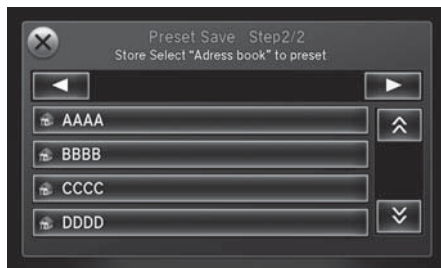 Preset Save Step2/2
Store Select "Adress book" to preset
AAAA
BBBB
CCCC
DDDD